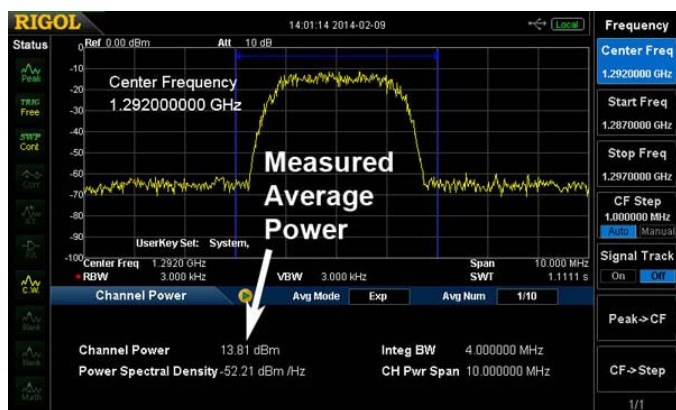 RIGOL 14:01:14 2014-02-09 Local Frequency
Status Ref 0.00 dBm Att 10 dB
0
Center Freq
1.2920000 GHz
Peak
-10
Center Frequency
1.292000000 GHz
-20
TRIG
Free
-30
Start Freq
1.2870000 GHz
-40
SWP
Cont
-50
Stop Freq
1.2970000 GHz
Measured
Average
Power
-60
Corr
-70
CF Step
1.000000 MHz
Auto Manual
-80
PA
-90
UserKey Set: System,
-100
Signal Track
On Off
Center Freq 1.2920 GHz Span 10.000 MHz
RBW 3.000 kHz VBW 3.000 kHz SWT 1.1111 s
C.W.
Channel Power Avg Mode Exp Avg Num 1/10
Blank
Peak->CF
Channel Power 13.81 dBm Integ BW 4.000000 MHz
Blank
Power Spectral Density -52.21 dBm /Hz CH Pwr Span 10.000000 MHz
CF->Step
Math
1/1